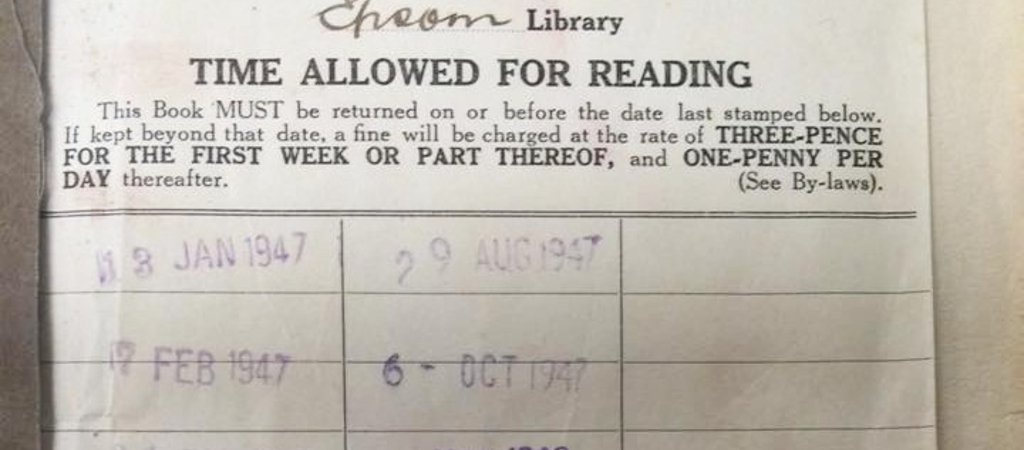 Epsom Library
TIME ALLOWED FOR READING
This Book MUST be returned on or before the date last stamped below.
If kept beyond that date, a fine will be charged at the rate of THREE-PENCE
FOR THE FIRST WEEK OR PART THEREOF, and ONE-PENNY PER
DAY thereafter. (See By-laws).
13 JAN 1947 29 AUG 1947
17 FEB 1947 6 - OCT 1947